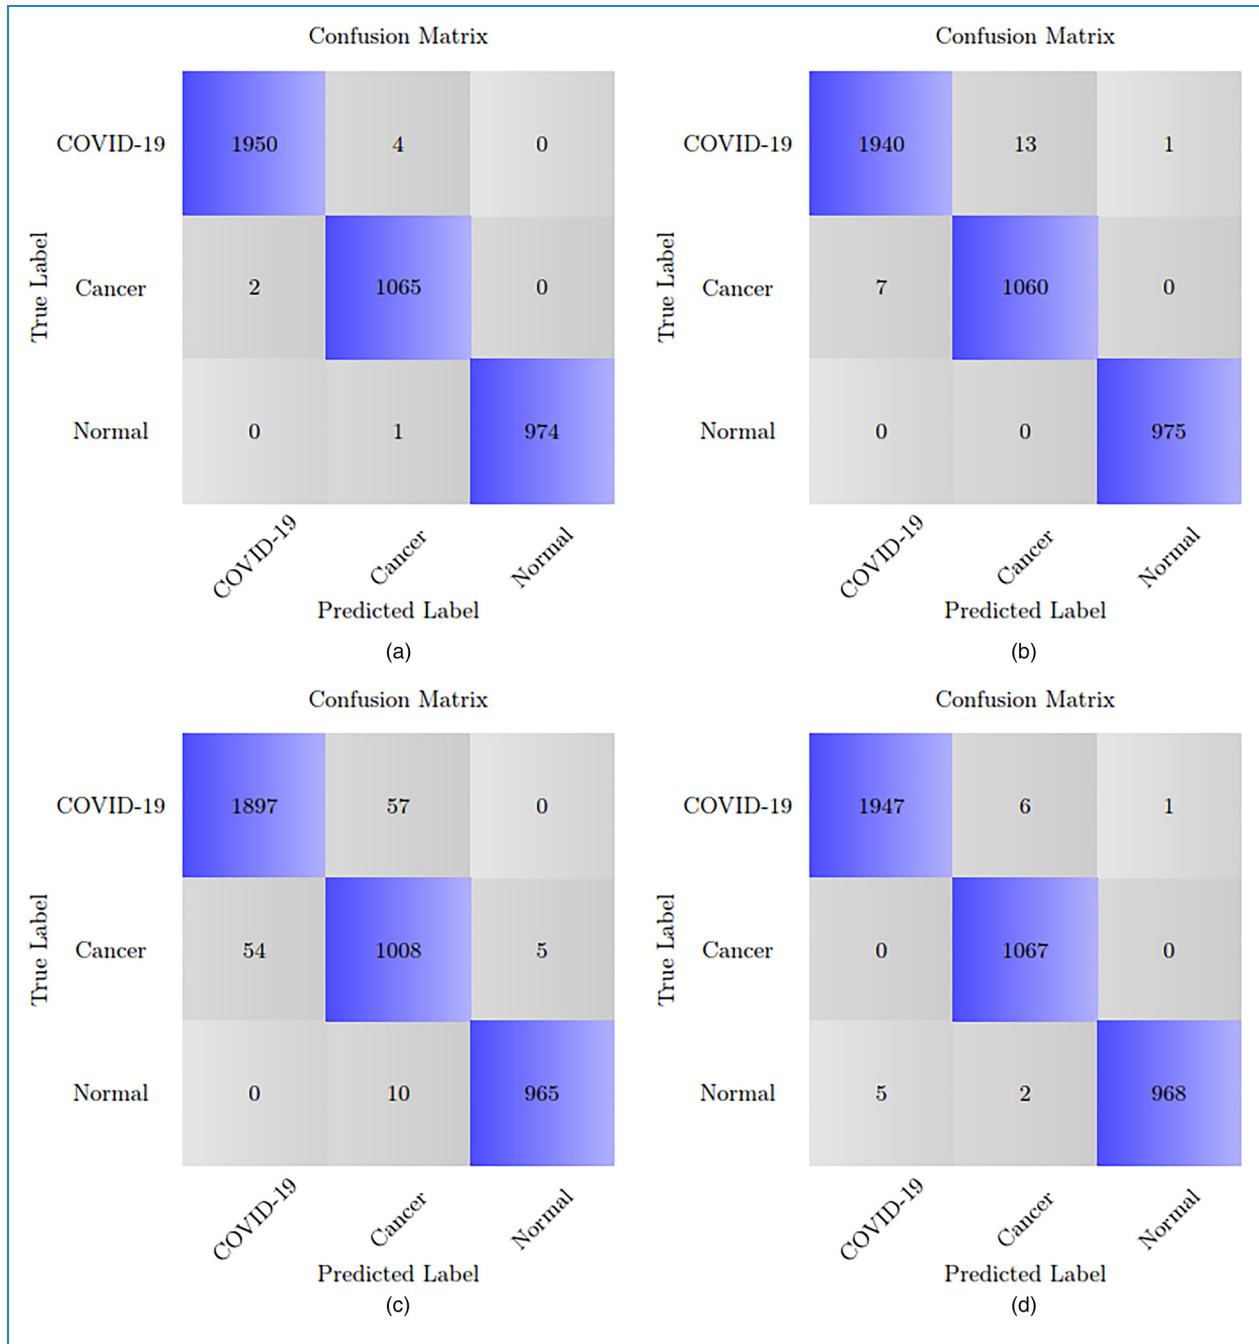 Confusion Matrix
COVID-19 1950 4 0
True Label
Cancer 2 1065 0
Normal 0 1 974
COVID-19 Cancer Normal
Predicted Label
(a)
Confusion Matrix
COVID-19 1940 13 1
True Label
Cancer 7 1060 0
Normal 0 0 975
COVID-19 Cancer Normal
Predicted Label
(b)
Confusion Matrix
COVID-19 1897 57 0
True Label
Cancer 54 1008 5
Normal 0 10 965
COVID-19 Cancer Normal
Predicted Label
(c)
Confusion Matrix
COVID-19 1947 6 1
True Label
Cancer 0 1067 0
Normal 5 2 968
COVID-19 Cancer Normal
Predicted Label
(d)